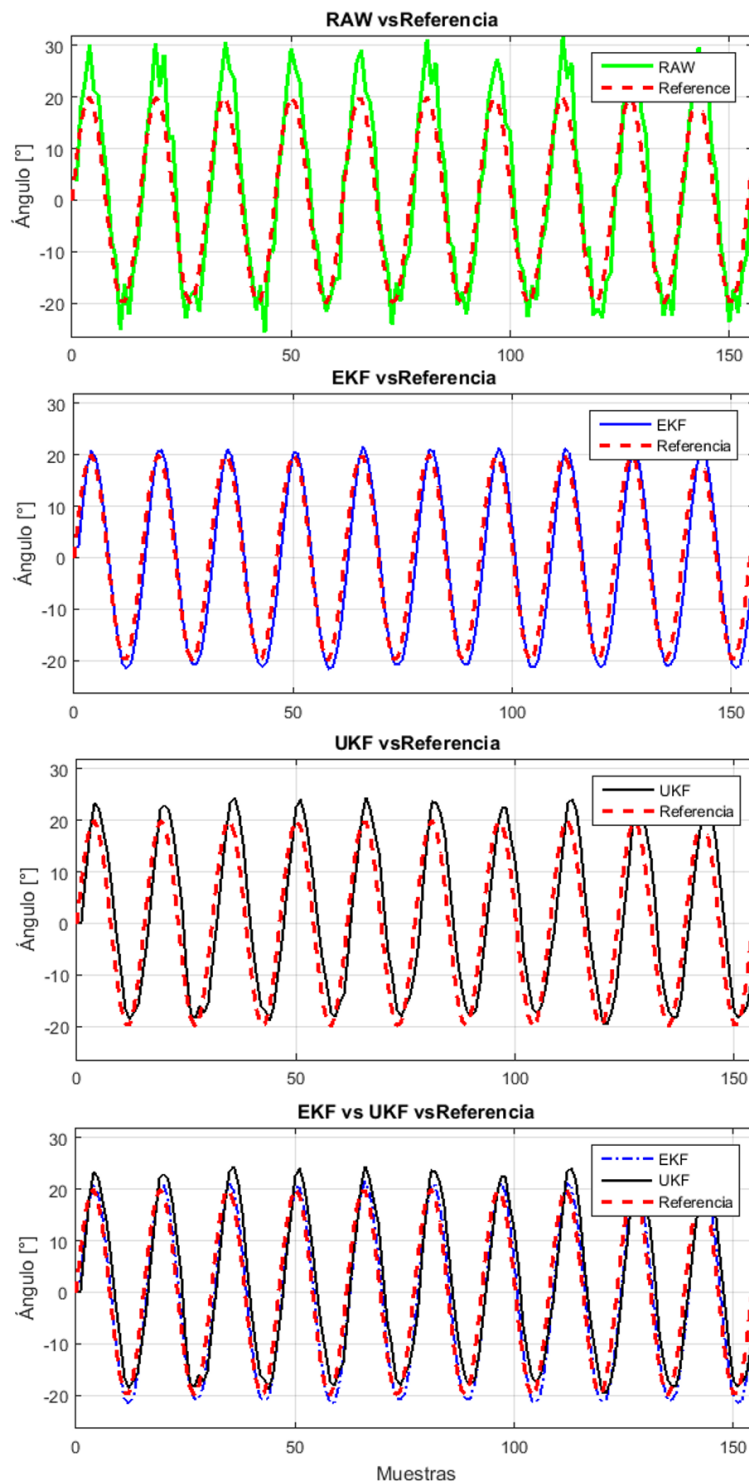 RAW vsReferencia
30
20
10
0
-10
-20
Ángulo [°]
RAW
Reference
0
50
100
150
EKF vsReferencia
30
20
10
0
-10
-20
Ángulo [°]
EKF
Referencia
0
50
100
150
UKF vsReferencia
30
20
10
0
-10
-20
Ángulo [°]
UKF
Referencia
0
50
100
150
EKF vs UKF vsReferencia
30
20
10
0
-10
-20
Ángulo [°]
EKF
UKF
Referencia
0
50
100
150
Muestras